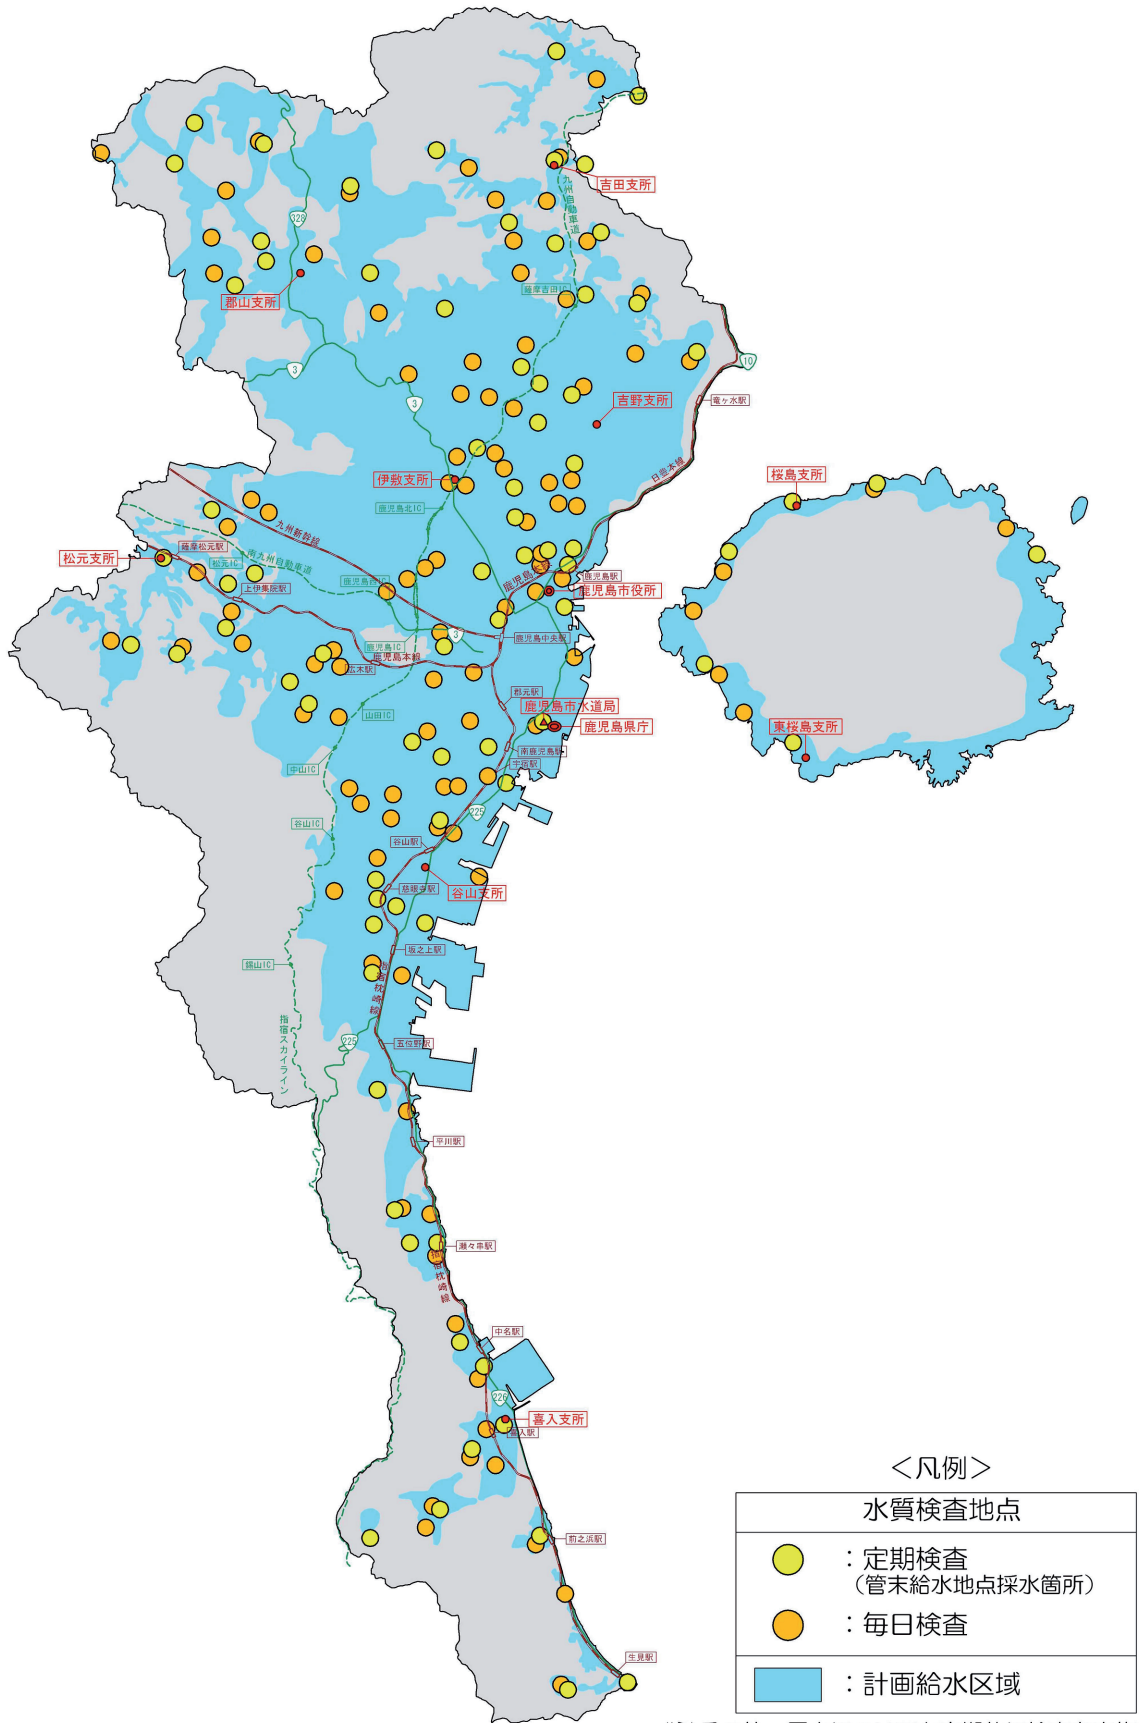 吉田支所
九州自動車道
328
薩摩吉田IC
郡山支所
3
10
3
吉野支所
竜ヶ水駅
日豊本線
伊敷支所
鹿児島北IC
桜島支所
九州新幹線
薩摩松元駅
松元支所
松元IC
南九州自動車道
上伊集院駅
鹿児島西IC
鹿児島本線
鹿児島駅
鹿児島市役所
鹿児島IC
3
鹿児島中央駅
鹿児島本線
広木駅
郡元駅
山田IC
鹿児島市水道局
鹿児島県庁
東桜島支所
南鹿児島駅
中山IC
宇宿駅
225
谷山IC
谷山駅
慈眼寺駅
谷山支所
坂之上駅
錫山IC
指宿枕崎線
指宿スカイライン
225
五位野駅
平川駅
瀬々串駅
指宿枕崎線
中名駅
226
喜入支所
喜入駅
前之浜駅
生見駅
＜凡例＞
水質検査地点
：定期検査
（管末給水地点採水箇所）
：毎日検査
：計画給水区域